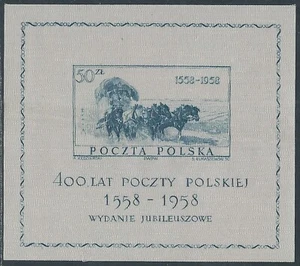 50 ZŁ
1558-1958
POCZTA POLSKA
400 LAT POCZTY POLSKIEJ
1558 - 1958
WYDANIE JUBILEUSZOWE